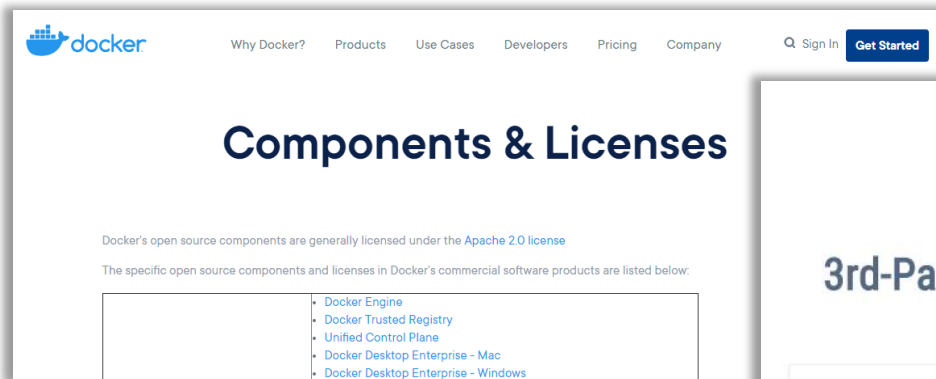 docker
Why Docker? Products Use Cases Developers Pricing Company Sign In Get Started
Components & Licenses
Docker's open source components are generally licensed under the Apache 2.0 license
The specific open source components and licenses in Docker's commercial software products are listed below:
• Docker Engine
• Docker Trusted Registry
• Unified Control Plane
• Docker Desktop Enterprise - Mac
• Docker Desktop Enterprise - Windows
3rd-Pa